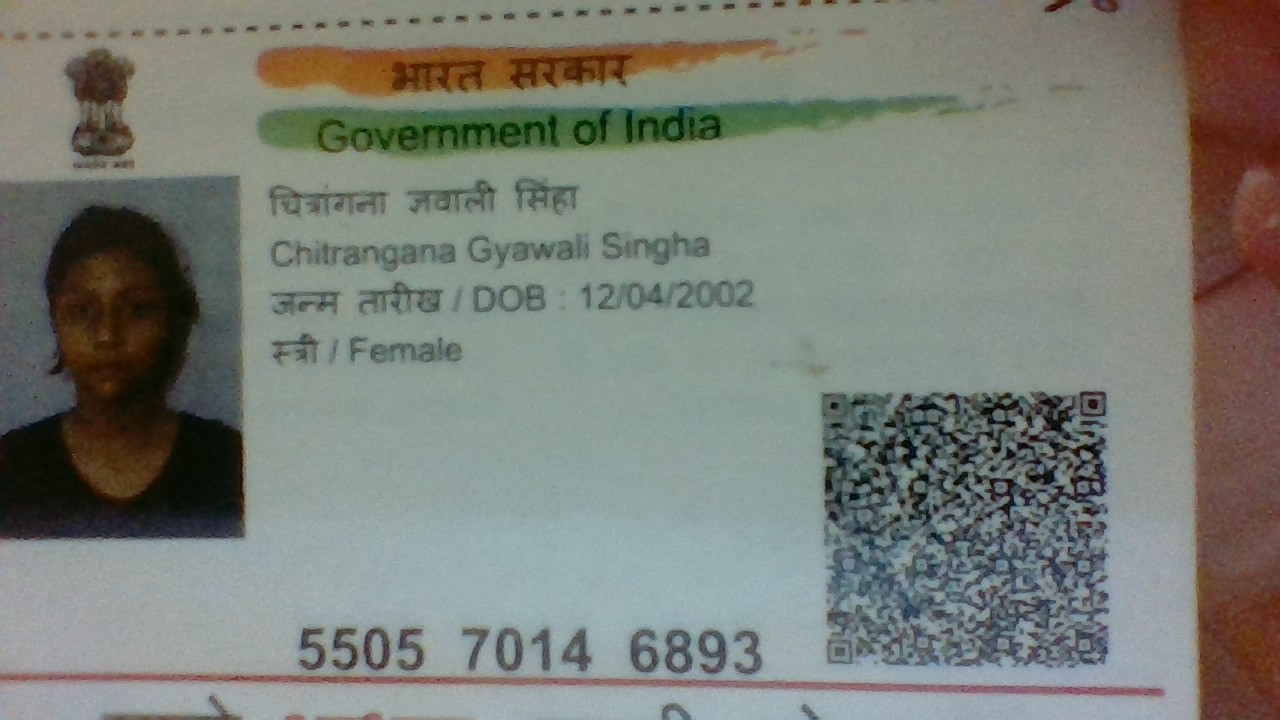 भारत सरकार
Government of India
चित्रांगना ज्ञवाली सिंहा
Chitrangana Gyawali Singha
जन्म तारीख / DOB : 12/04/2002
स्त्री / Female
5505 7014 6893